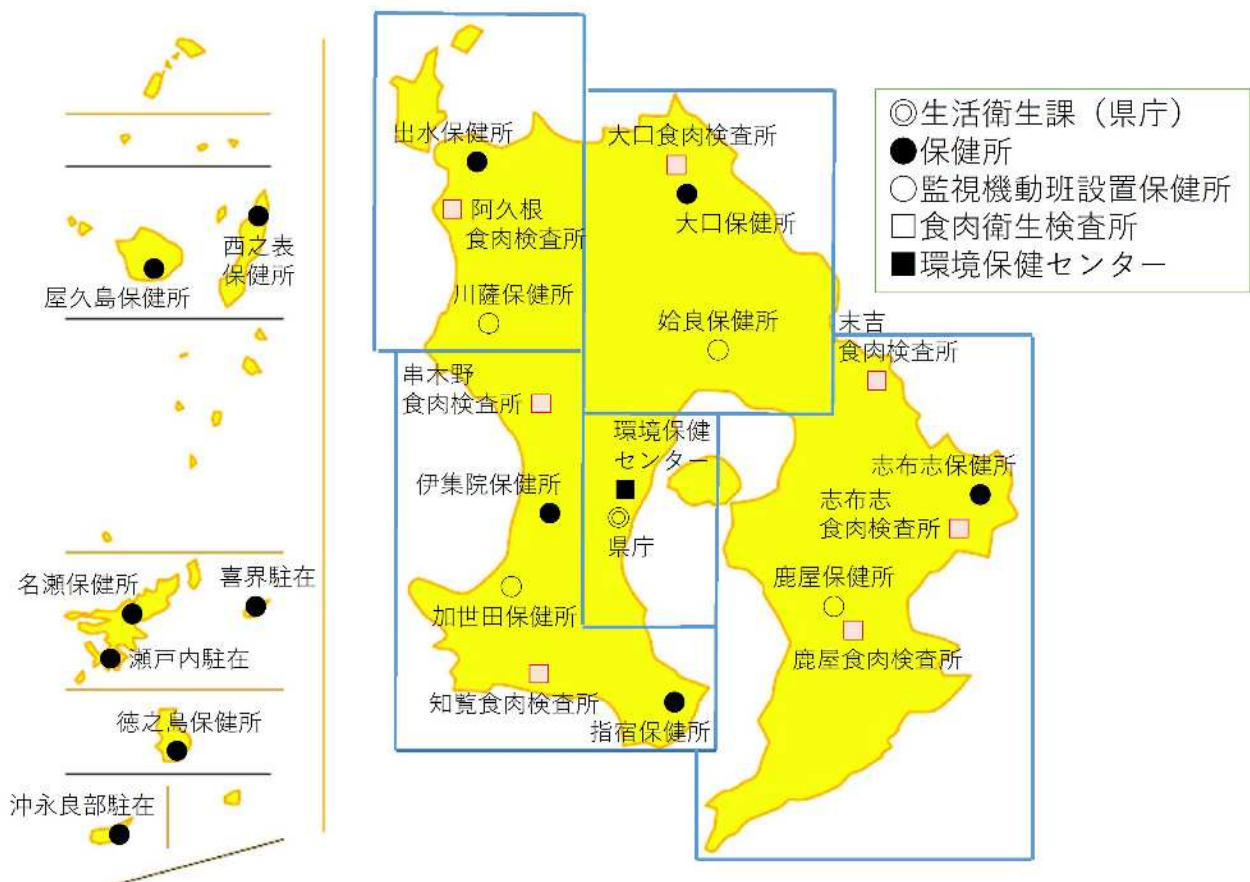 ◎生活衛生課（県庁）
●保健所
○監視機動班設置保健所
□食肉衛生検査所
■環境保健センター
出水保健所
阿久根
食肉検査所
川薩保健所
大口食肉検査所
大口保健所
姶良保健所
末吉
食肉検査所
串木野
食肉検査所
環境保健
センター
県庁
伊集院保健所
加世田保健所
知覧食肉検査所
指宿保健所
志布志保健所
志布志
食肉検査所
鹿屋保健所
鹿屋食肉検査所
西之表
保健所
屋久島保健所
名瀬保健所
喜界駐在
瀬戸内駐在
徳之島保健所
沖永良部駐在